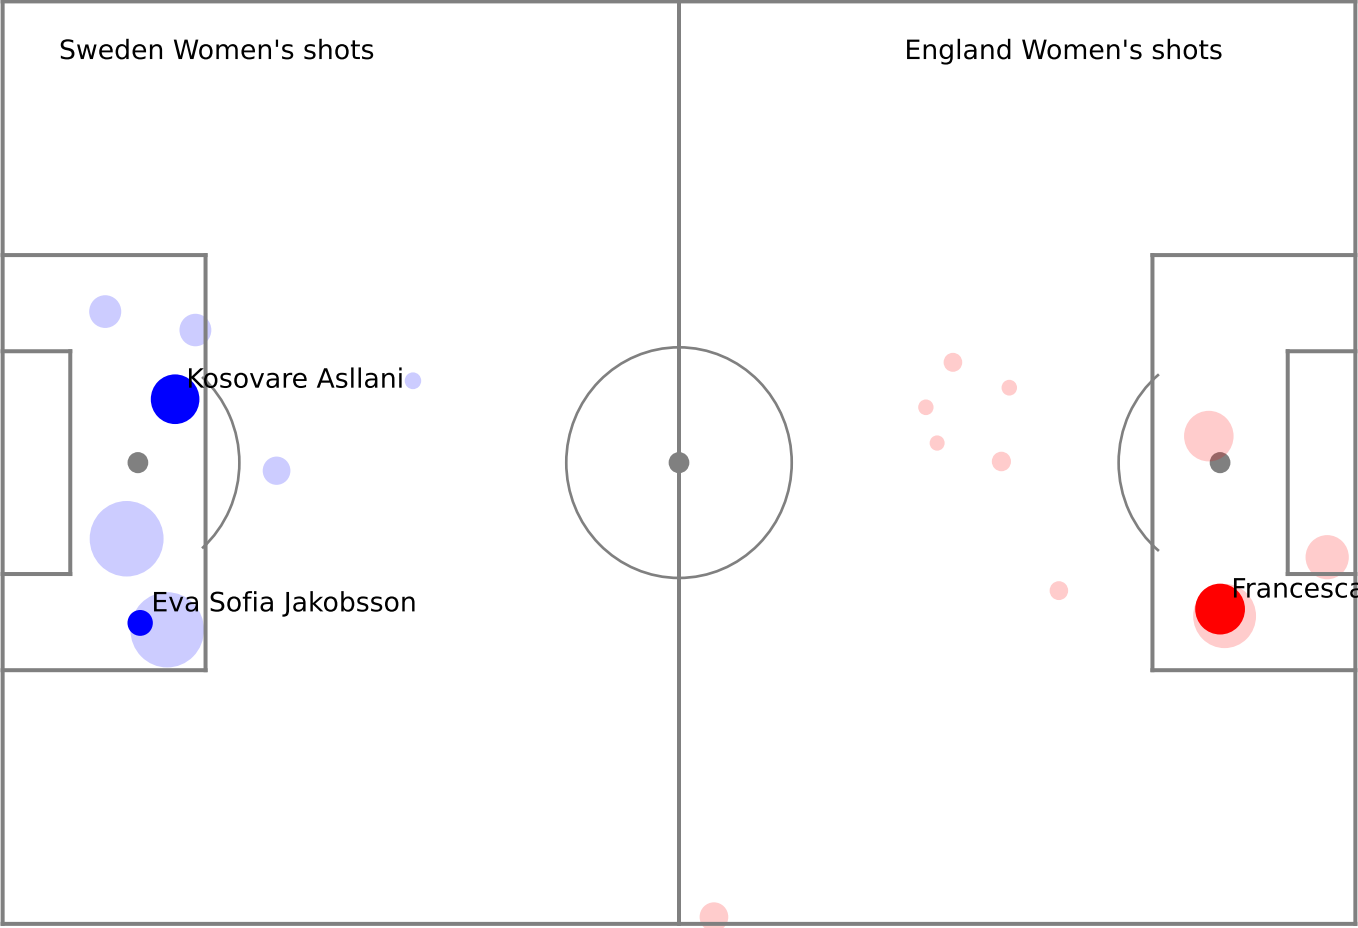 Sweden Women's shots
England Women's shots
Kosovare Asllani
Francesca
Eva Sofia Jakobsson